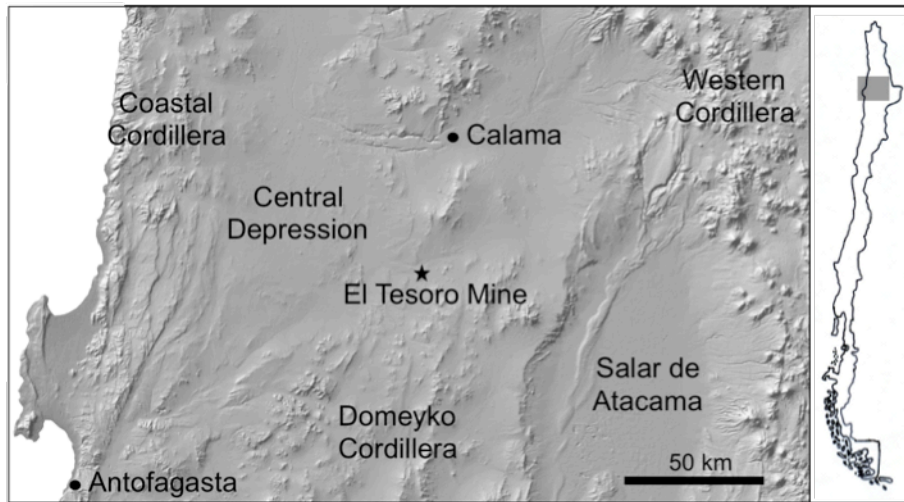 Coastal
Cordillera
Western
Cordillera
Calama
Central
Depression
El Tesoro Mine
Salar de
Atacama
Domeyko
Cordillera
50 km
Antofagasta